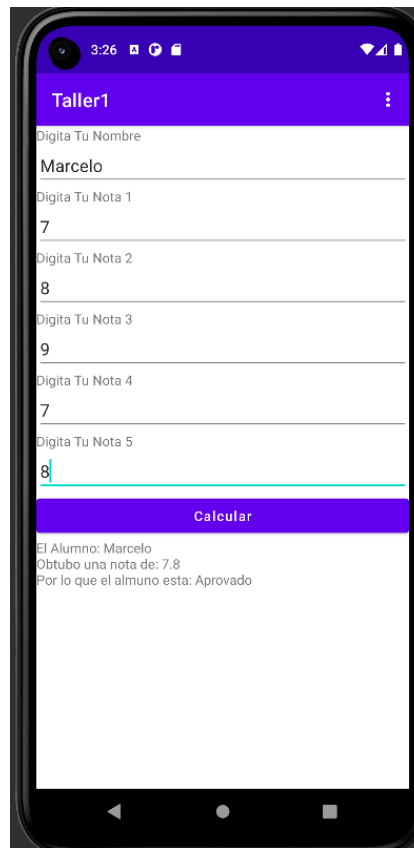 3:26
Taller1
Digita Tu Nombre
Marcelo
Digita Tu Nota 1
7
Digita Tu Nota 2
8
Digita Tu Nota 3
9
Digita Tu Nota 4
7
Digita Tu Nota 5
8
Calcular
El Alumno: Marcelo
Obtubo una nota de: 7.8
Por lo que el almuno esta: Aprovado